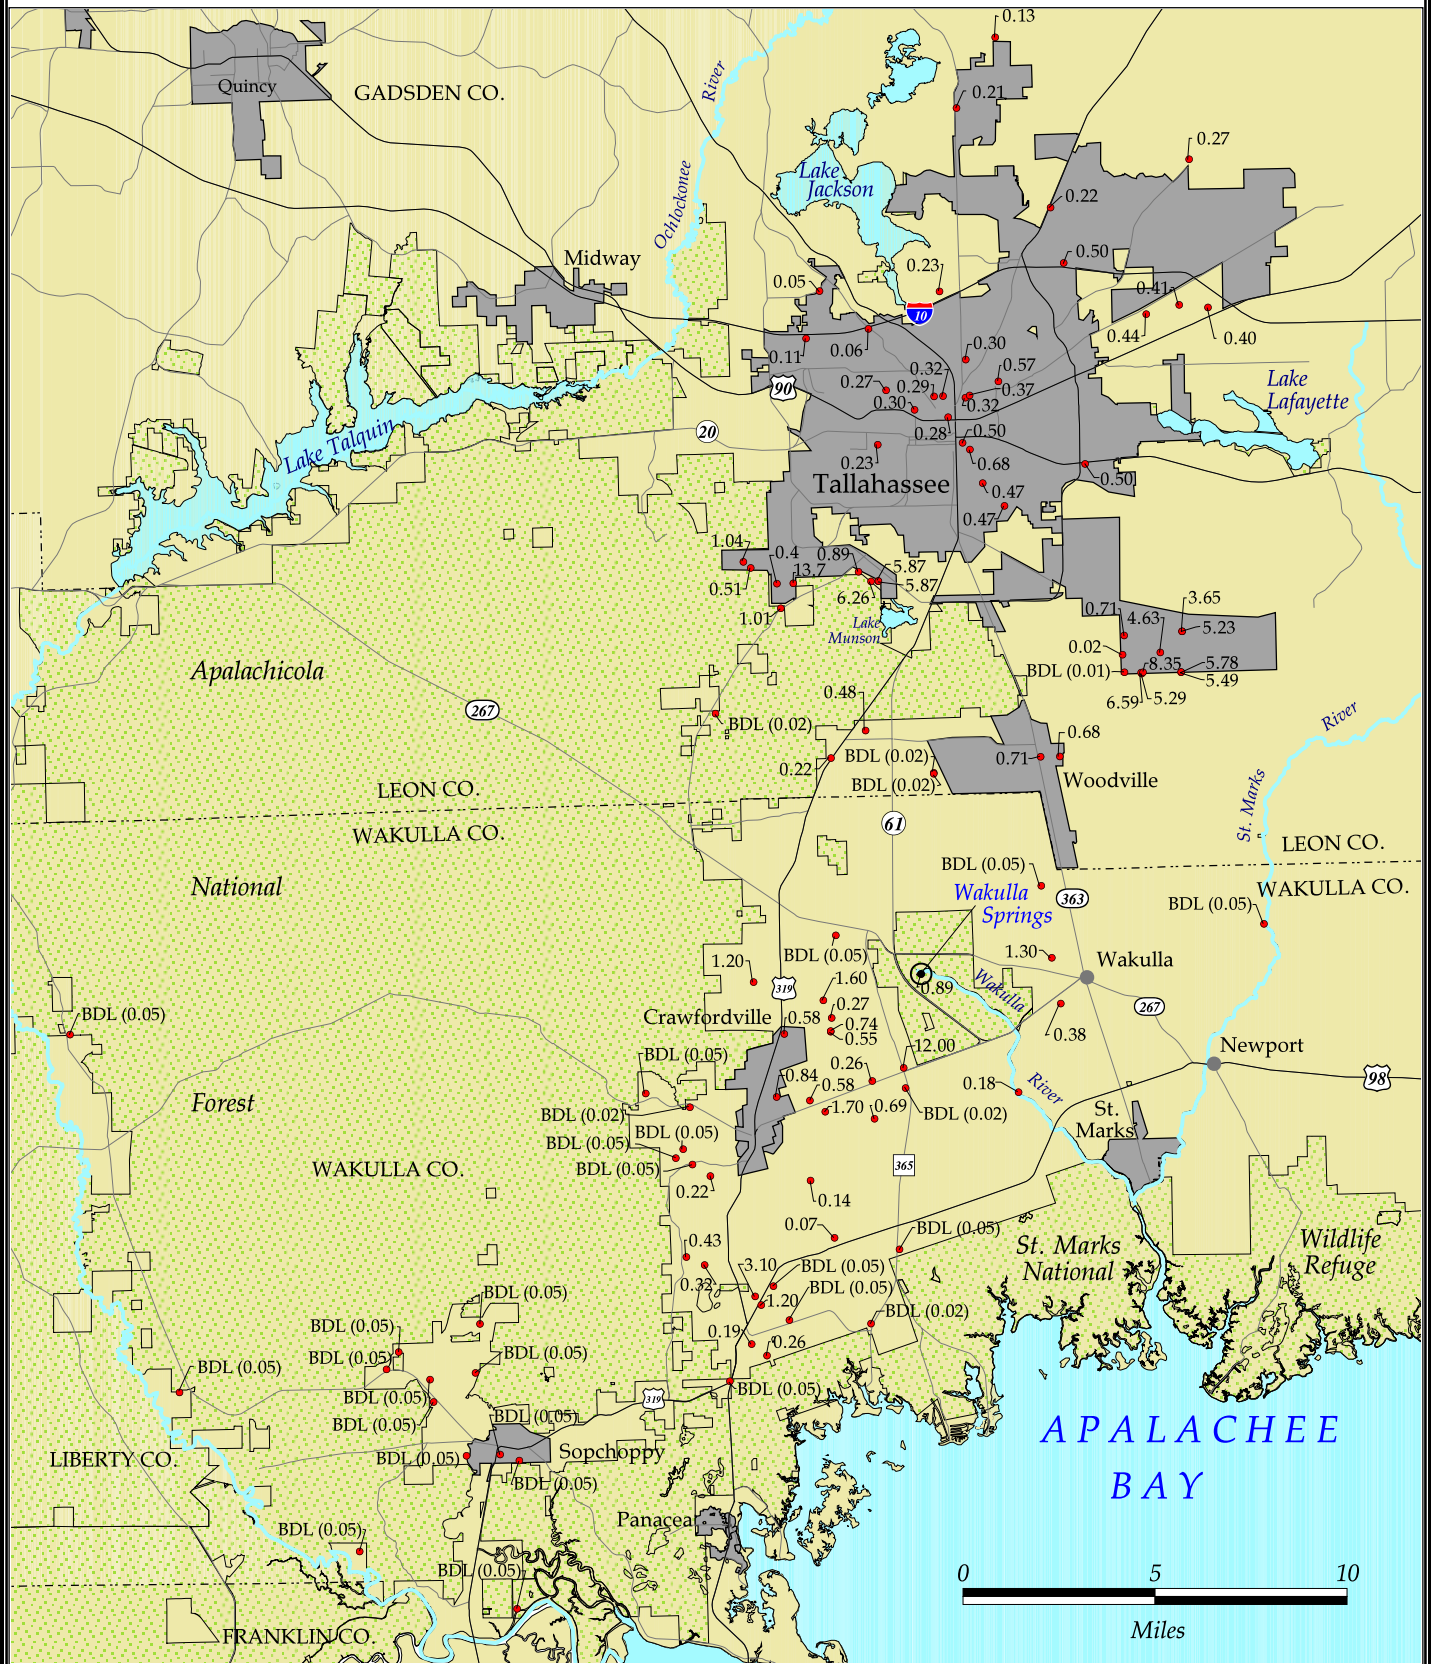 0.13
Quincy
GADSDEN CO.
River
0.21
0.27
Lake
Jackson
Ochlockonee
0.22
Midway
0.50
0.23
0.05
0.41
10
0.44
0.40
0.06
0.11
0.30
0.32
0.57
0.27
0.29
0.37
90
0.30
0.32
Lake
Lafayette
20
0.28
0.50
Lake Talquin
0.23
0.68
0.50
Tallahassee
0.47
0.47
1.04
0.4
0.89
5.87
13.7
0.51
6.26
5.87
1.01
Lake
Munson
0.71
4.63
3.65
5.23
0.02
BDL (0.01)
8.35
5.78
5.49
6.59
5.29
Apalachicola
267
0.48
BDL (0.02)
River
0.68
0.71
0.22
BDL (0.02)
BDL (0.02)
Woodville
LEON CO.
WAKULLA CO.
St. Marks
61
LEON CO.
WAKULLA CO.
BDL (0.05)
National
Wakulla
Springs
363
BDL (0.05)
BDL (0.05)
1.30
Wakulla
1.20
319
1.60
0.89
Wakulla
0.27
267
BDL (0.05)
Crawfordville
0.58
0.74
0.55
0.38
12.00
Newport
BDL (0.05)
0.26
98
0.84
0.58
0.18
River
Forest
BDL (0.02)
1.70
0.69
BDL (0.02)
St.
Marks
BDL (0.05)
BDL (0.05)
BDL (0.05)
WAKULLA CO.
365
0.22
0.14
0.07
BDL (0.05)
0.43
St. Marks
National
Wildlife
Refuge
3.10
BDL (0.05)
0.32
BDL (0.05)
BDL (0.05)
1.20
BDL (0.02)
BDL (0.05)
0.19
0.26
BDL (0.05)
BDL (0.05)
BDL (0.05)
BDL (0.05)
BDL (0.05)
319
BDL (0.05)
BDL (0.05)
APALACHEE
BAY
LIBERTY CO.
BDL (0.05)
Sopchoppy
BDL (0.05)
Panacea
BDL (0.05)
BDL (0.05)
0 5 10
Miles
FRANKLIN CO.